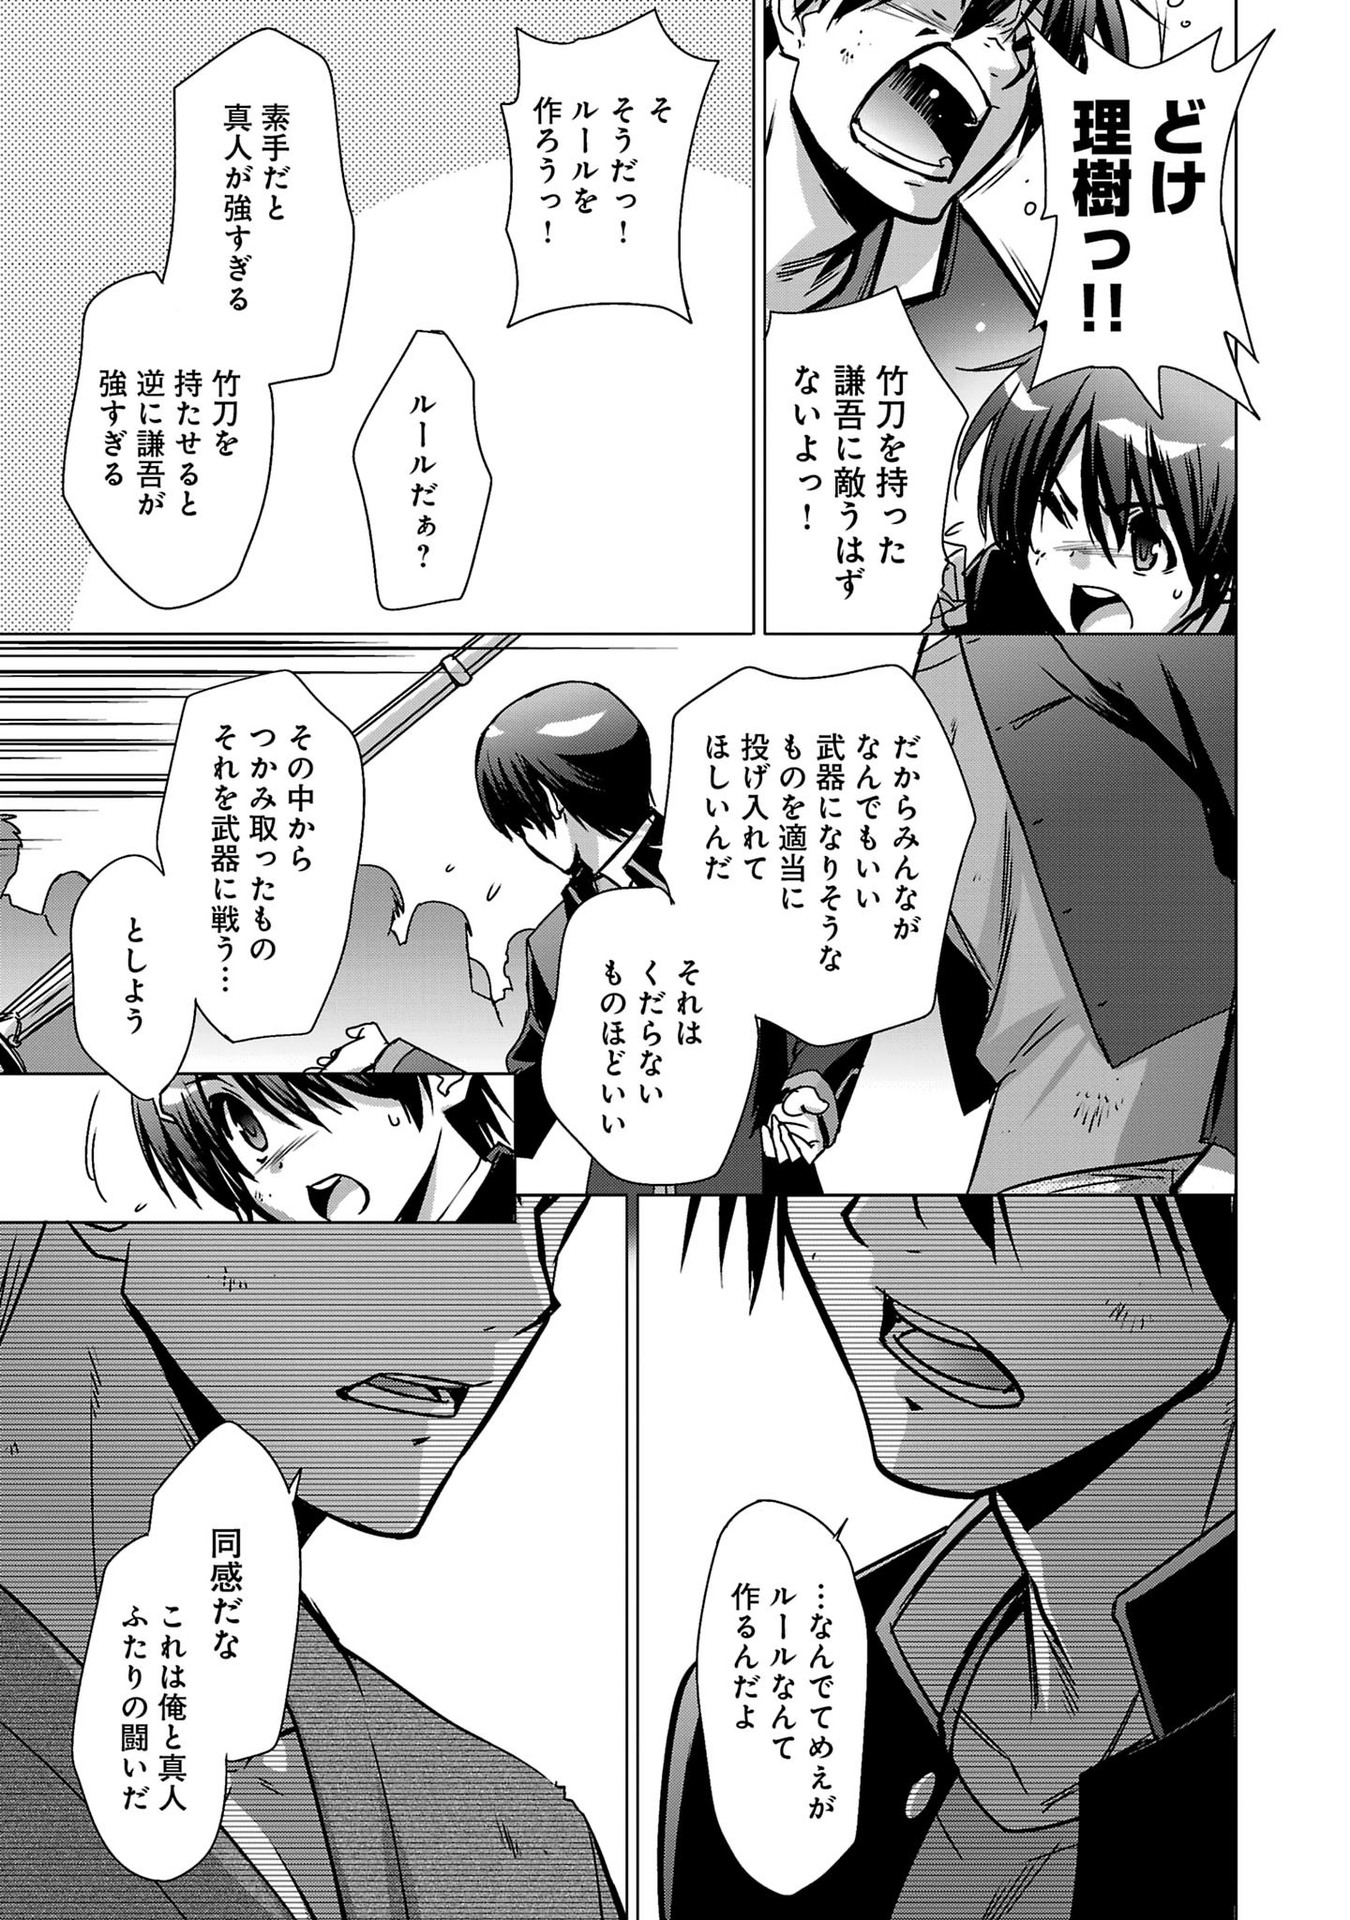 どけ
理樹っ!!
竹刀を持った
謙吾に敵うはず
ないよっ！
そ
そうだっ！
ルールを
作ろうっ！
ルールだぁ？
素手だと
真人が強すぎる
竹刀を
持たせると
逆に謙吾が
強すぎる
だからみんなが
なんでもいい
武器になりそうな
ものを適当に
投げ入れて
ほしいんだ
それは
くだらない
ものほどいい
その中から
つかみ取ったもの
それを武器に戦う…
としよう
…なんでてめぇが
ルールなんて
作るんだよ
同感だな
これは俺と真人
ふたりの闘いだ